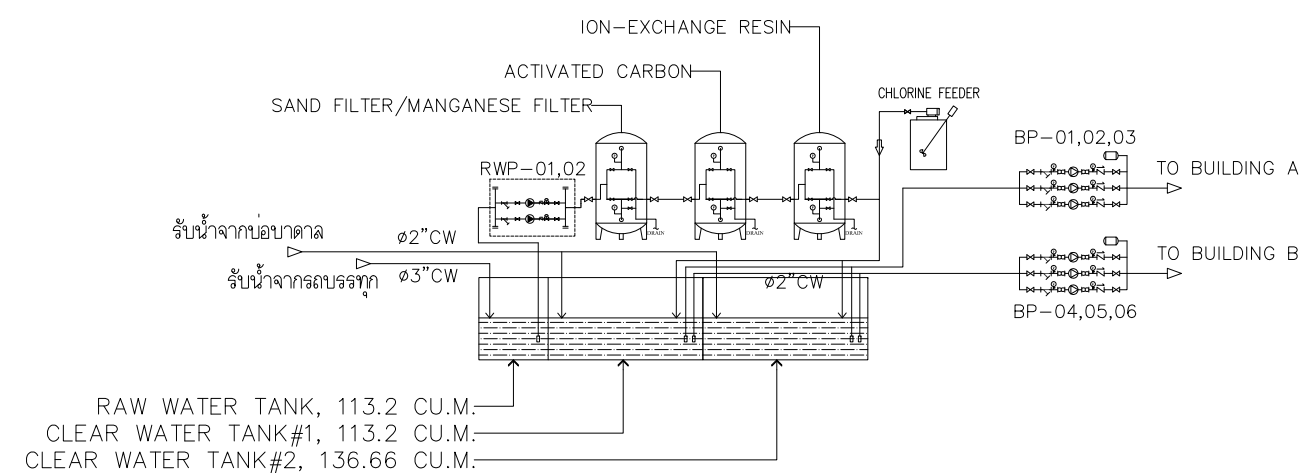 ION-EXCHANGE RESIN
ACTIVATED CARBON
SAND FILTER/MANGANESE FILTER
CHLORINE FEEDER
BP-01,02,03
RWP-01,02
TO BUILDING A
DRAIN
DRAIN
DRAIN
รับน้ำจากบ่อบาดาล
ø2"CW
TO BUILDING B
รับน้ำจากรถบรรทุก
ø3"CW
ø2"CW
BP-04,05,06
RAW WATER TANK, 113.2 CU.M.
CLEAR WATER TANK#1, 113.2 CU.M.
CLEAR WATER TANK#2, 136.66 CU.M.